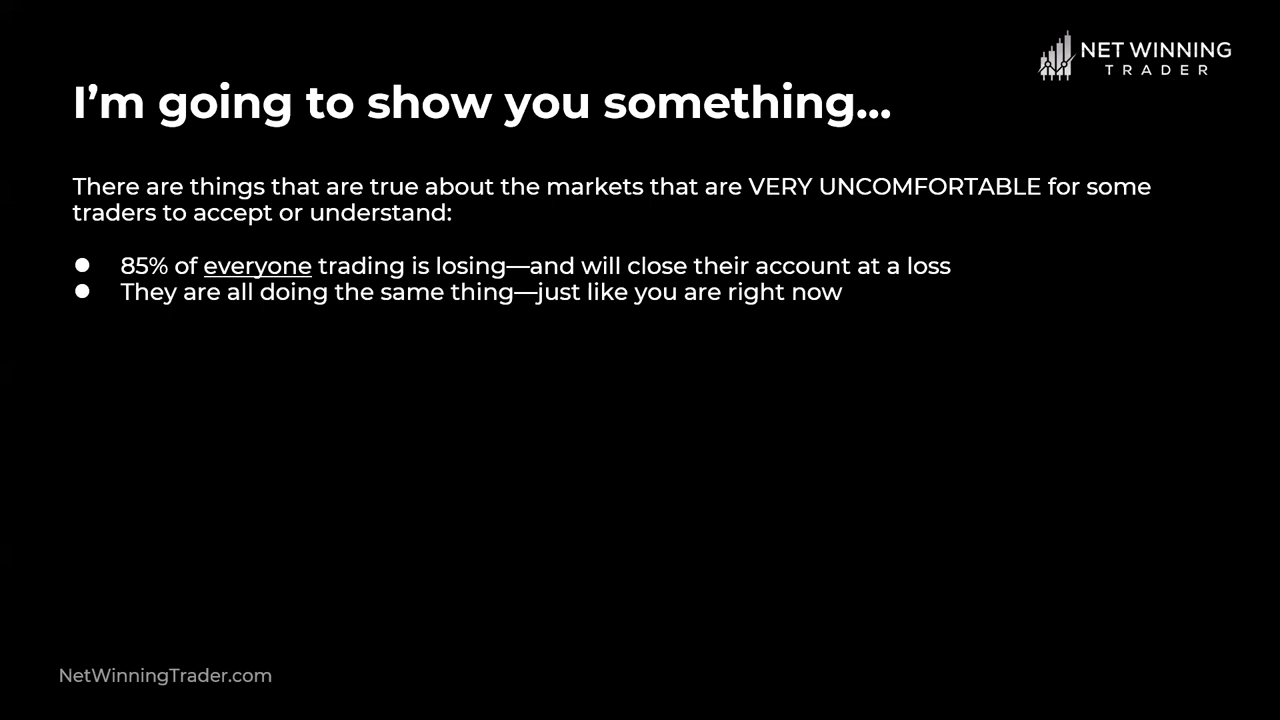 NET WINNING
TRADER
I’m going to show you something...
There are things that are true about the markets that are VERY UNCOMFORTABLE for some
traders to accept or understand:
● 85% of everyone trading is losing—and will close their account at a loss
● They are all doing the same thing—just like you are right now
NetWinningTrader.com